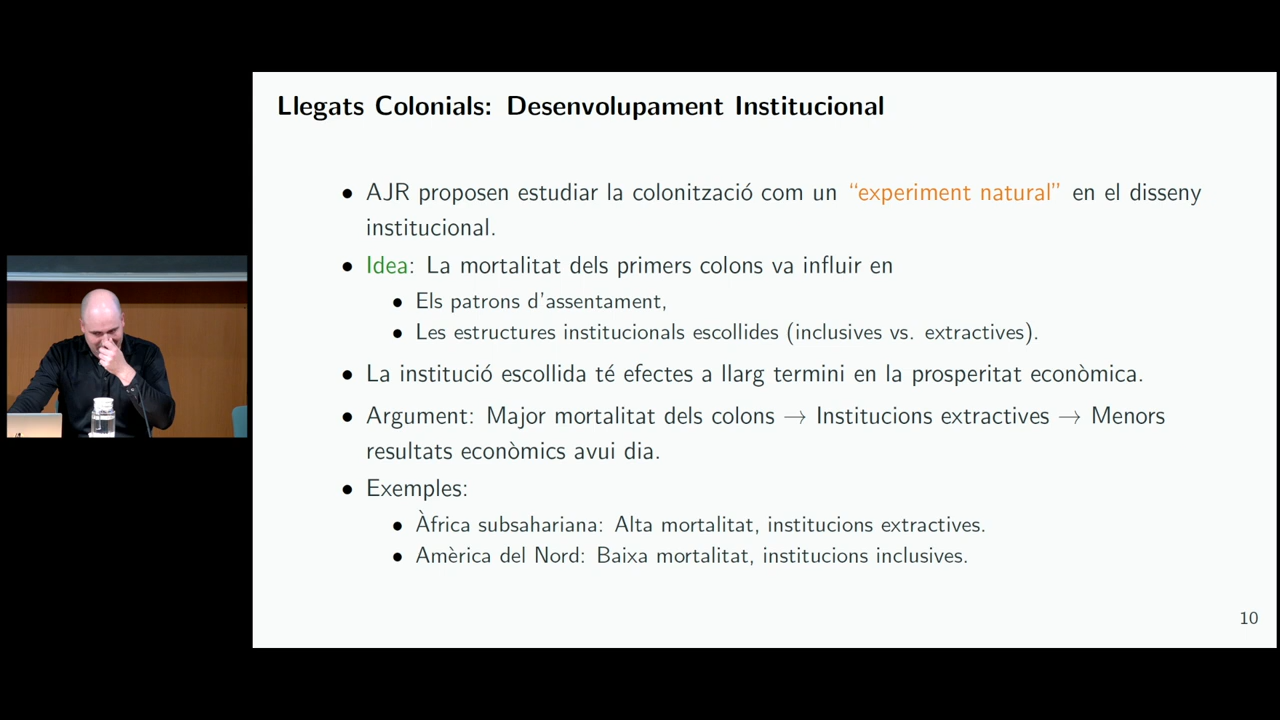 Llegats Colonials: Desenvolupament Institucional
• AJR proposen estudiar la colonització com un “experiment natural” en el disseny
institucional.
• Idea: La mortalitat dels primers colons va influir en
• Els patrons d’assentament,
• Les estructures institucionals escollides (inclusives vs. extractives).
• La institució escollida té efectes a llarg termini en la prosperitat econòmica.
• Argument: Major mortalitat dels colons → Institucions extractives → Menors
resultats econòmics avui dia.
• Exemples:
• Àfrica subsahariana: Alta mortalitat, institucions extractives.
• Amèrica del Nord: Baixa mortalitat, institucions inclusives.
10